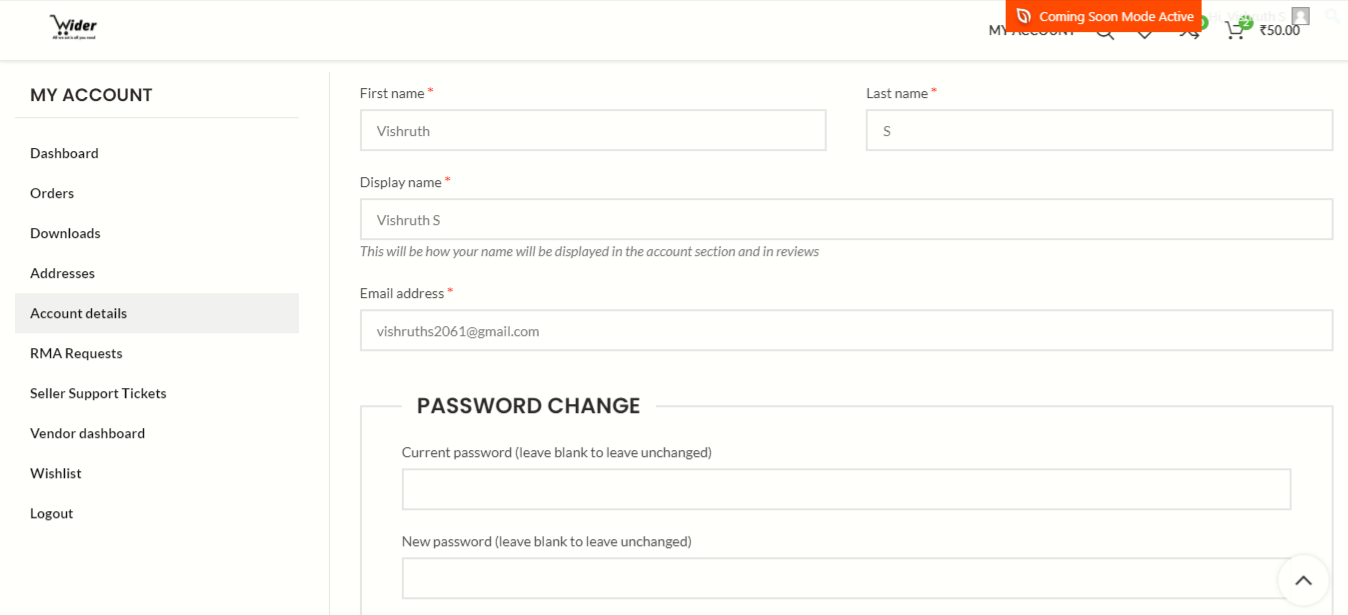 Wider
Coming Soon Mode Active
MY ACCOUNT
2
₹50.00
MY ACCOUNT
Dashboard
Orders
Downloads
Addresses
Account details
RMA Requests
Seller Support Tickets
Vendor dashboard
Wishlist
Logout
First name *
Last name *
Vishruth
S
Display name *
Vishruth S
This will be how your name will be displayed in the account section and in reviews
Email address *
vishruths2061@gmail.com
PASSWORD CHANGE
Current password (leave blank to leave unchanged)
New password (leave blank to leave unchanged)